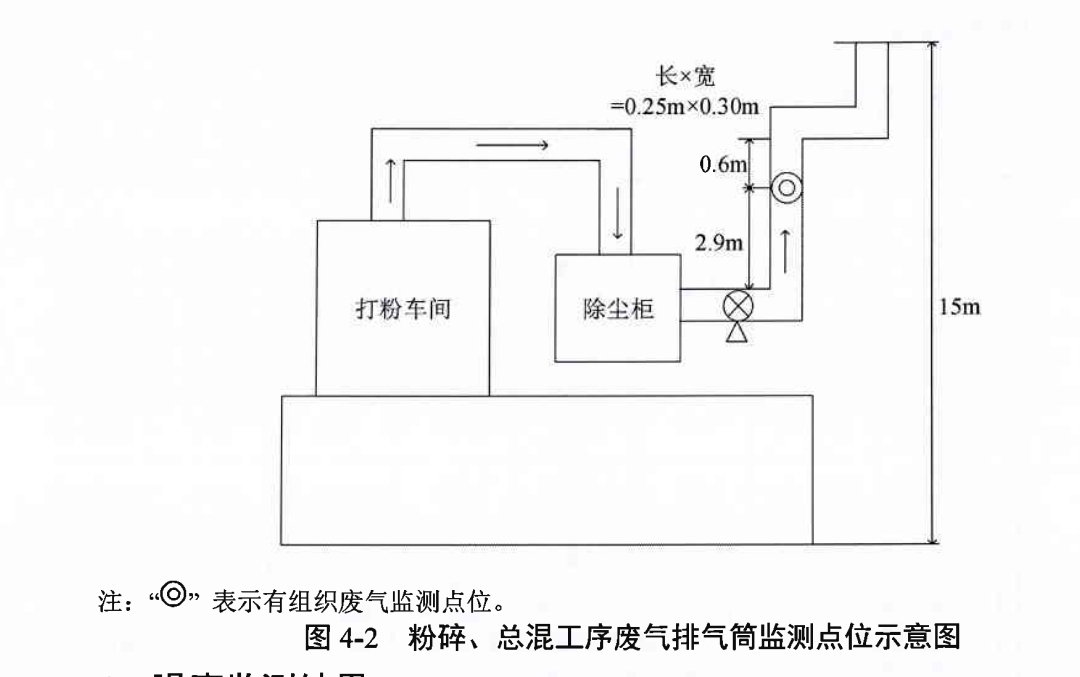 长×宽
=0.25m×0.30m
0.6m
2.9m
打粉车间
除尘柜
15m
注：“◎”表示有组织废气监测点位。
图 4-2 粉碎、总混工序废气排气筒监测点位示意图